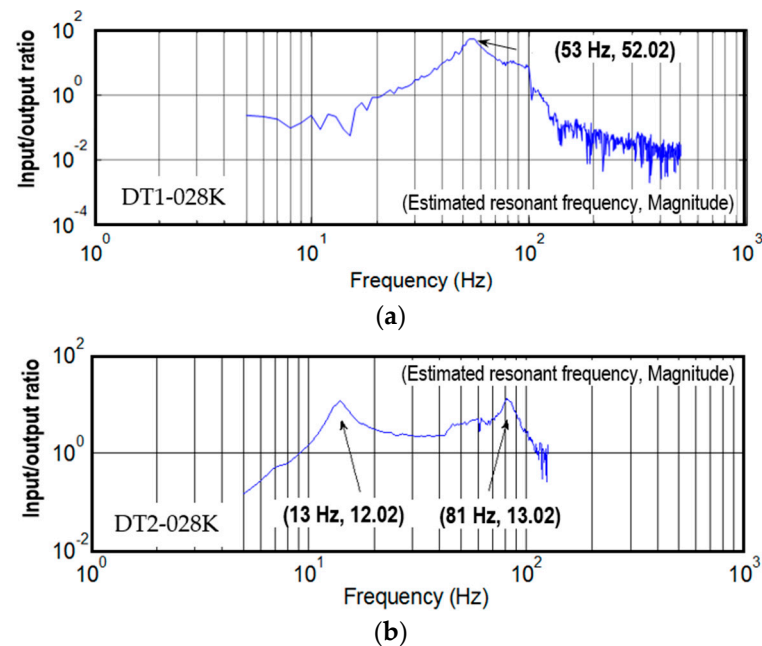 (a)
10^2
10^0
10^-2
10^-4
Input/output ratio
(53 Hz, 52.02)
DT1-028K
(Estimated resonant frequency, Magnitude)
10^0
10^1
10^2
10^3
Frequency (Hz)
(a)
10^2
10^0
10^-2
Input/output ratio
(Estimated resonant frequency, Magnitude)
(13 Hz, 12.02)
(81 Hz, 13.02)
DT2-028K
10^0
10^1
10^2
10^3
Frequency (Hz)
(b)